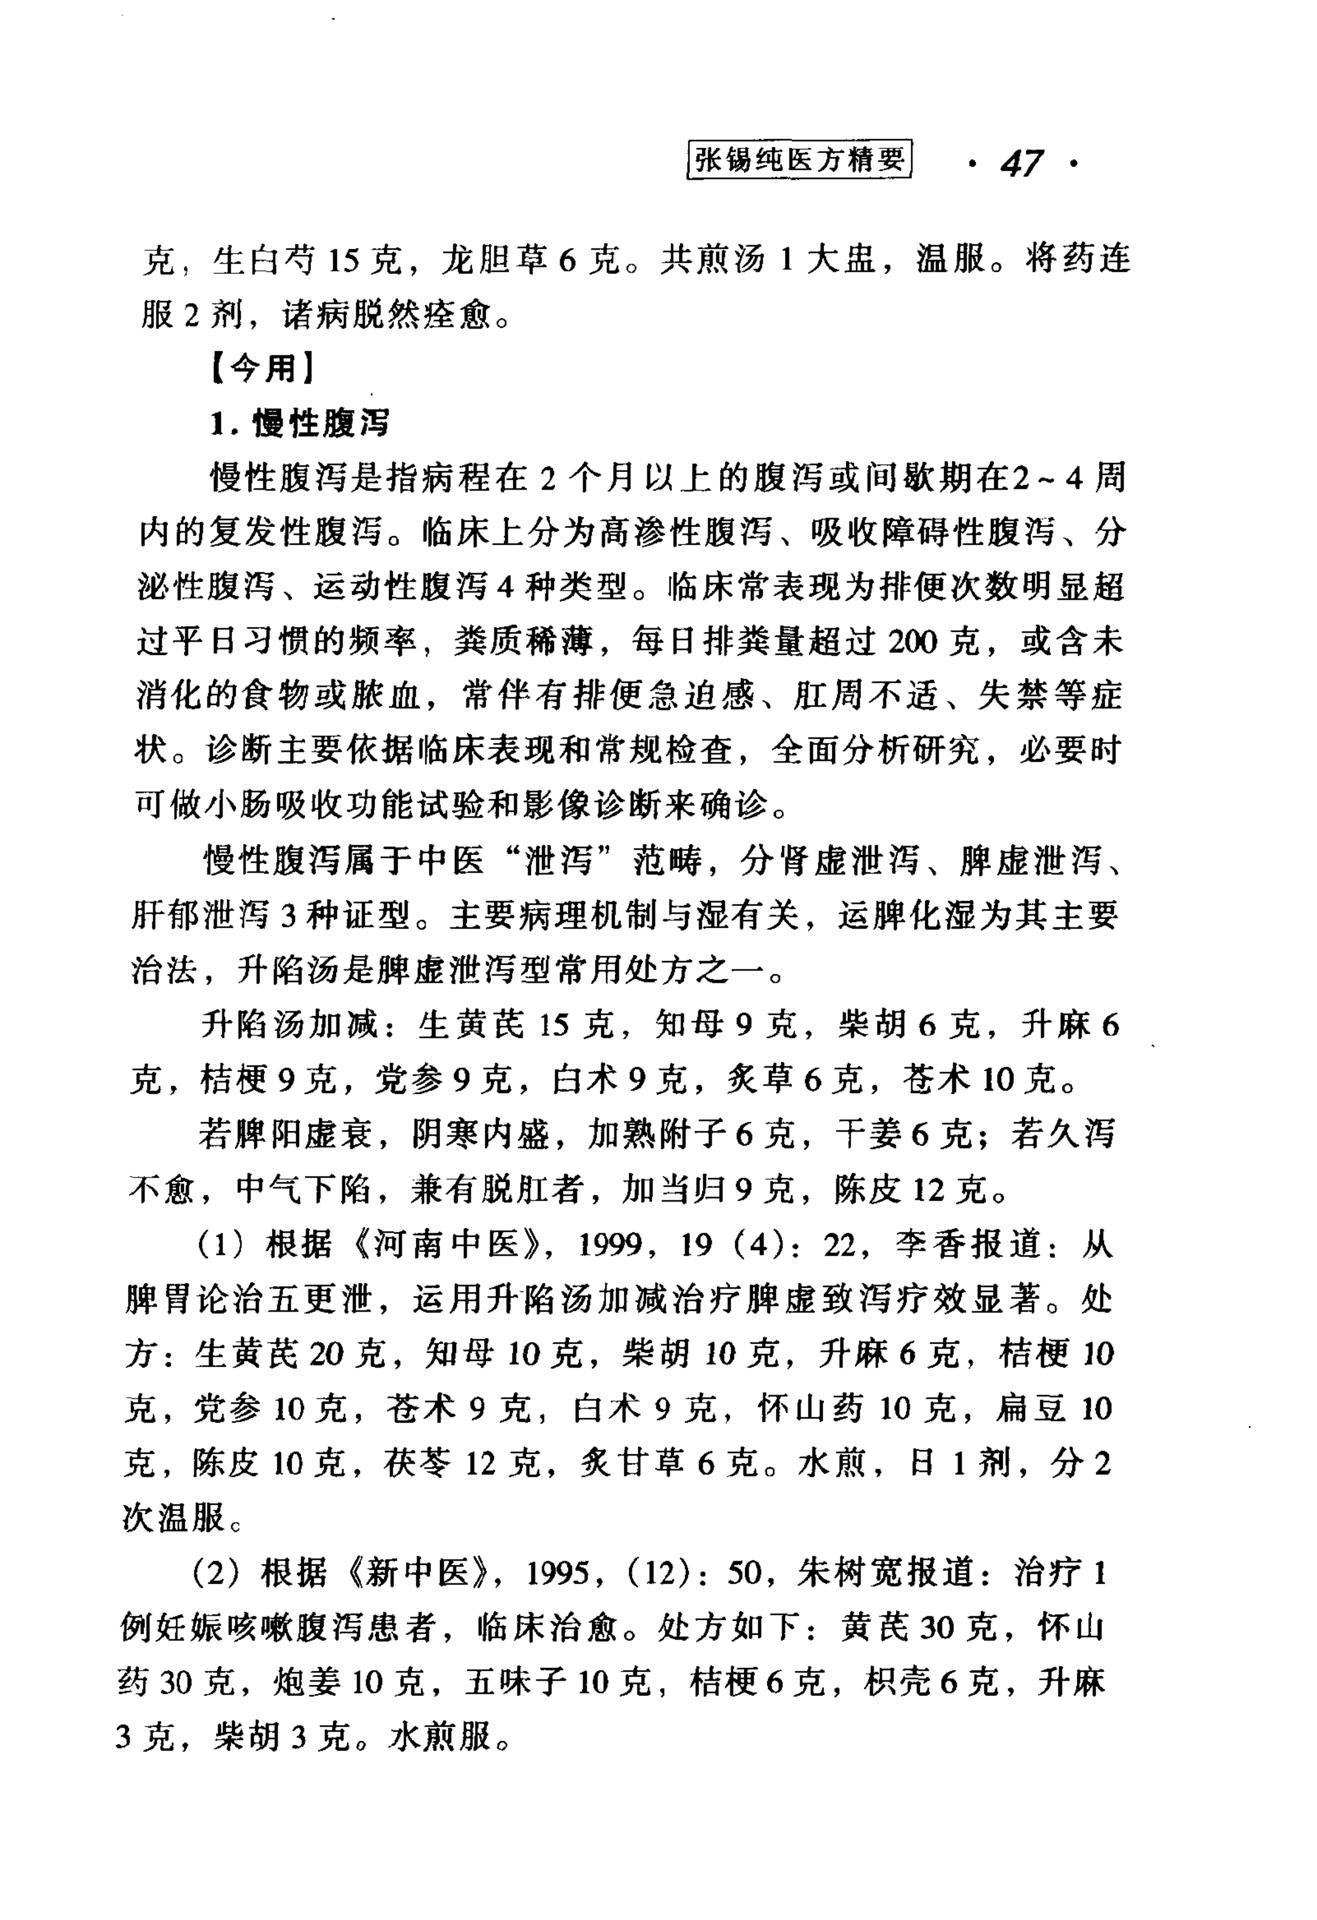 张锡纯医方精要 · 47 ·
克，生白芍 15 克，龙胆草 6 克。共煎汤 1 大盅，温服。将药连
服 2 剂，诸病脱然痊愈。
【今用】
1. 慢性腹泻
慢性腹泻是指病程在 2 个月以上的腹泻或间歇期在2~4 周
内的复发性腹泻。临床上分为高渗性腹泻、吸收障碍性腹泻、分
泌性腹泻、运动性腹泻 4 种类型。临床常表现为排便次数明显超
过平日习惯的频率，粪质稀薄，每日排粪量超过 200 克，或含未
消化的食物或脓血，常伴有排便急迫感、肛周不适、失禁等症
状。诊断主要依据临床表现和常规检查，全面分析研究，必要时
可做小肠吸收功能试验和影像诊断来确诊。
慢性腹泻属于中医“泄泻”范畴，分肾虚泄泻、脾虚泄泻、
肝郁泄泻 3 种证型。主要病理机制与湿有关，运脾化湿为其主要
治法，升陷汤是脾虚泄泻型常用处方之一。
升陷汤加减：生黄芪 15 克，知母 9 克，柴胡 6 克，升麻 6
克，桔梗 9 克，党参 9 克，白术 9 克，炙草 6 克，苍术 10 克。
若脾阳虚衰，阴寒内盛，加熟附子 6 克，干姜 6 克；若久泻
不愈，中气下陷，兼有脱肛者，加当归 9 克，陈皮 12 克。
（1）根据《河南中医》，1999，19（4）：22，李香报道：从
脾胃论治五更泄，运用升陷汤加减治疗脾虚致泻疗效显著。处
方：生黄芪 20 克，知母 10 克，柴胡 10 克，升麻 6 克，桔梗 10
克，党参 10 克，苍术 9 克，白术 9 克，怀山药 10 克，扁豆 10
克，陈皮 10 克，茯苓 12 克，炙甘草 6 克。水煎，日 1 剂，分 2
次温服。
（2）根据《新中医》，1995，（12）：50，朱树宽报道：治疗 1
例妊娠咳嗽腹泻患者，临床治愈。处方如下：黄芪 30 克，怀山
药 30 克，炮姜 10 克，五味子 10 克，桔梗 6 克，枳壳 6 克，升麻
3 克，柴胡 3 克。水煎服。